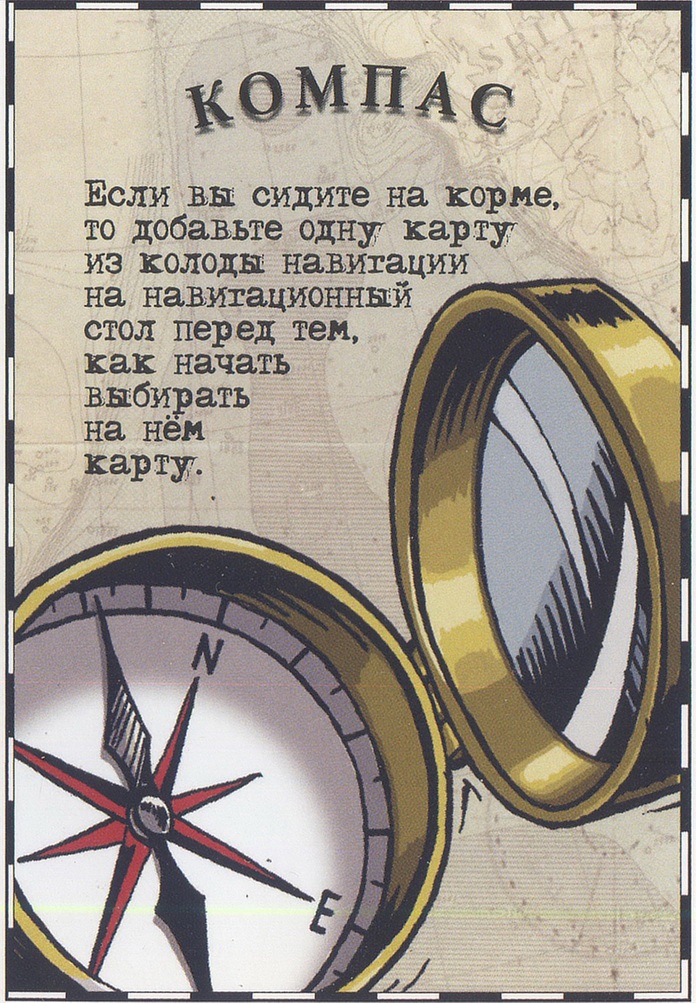 КОМПАС
Если вы сидите на корме,
то добавьте одну карту
из колоды навигации
на навигационный
стол перед тем,
как начать
выбирать
на нём
карту.
N
E